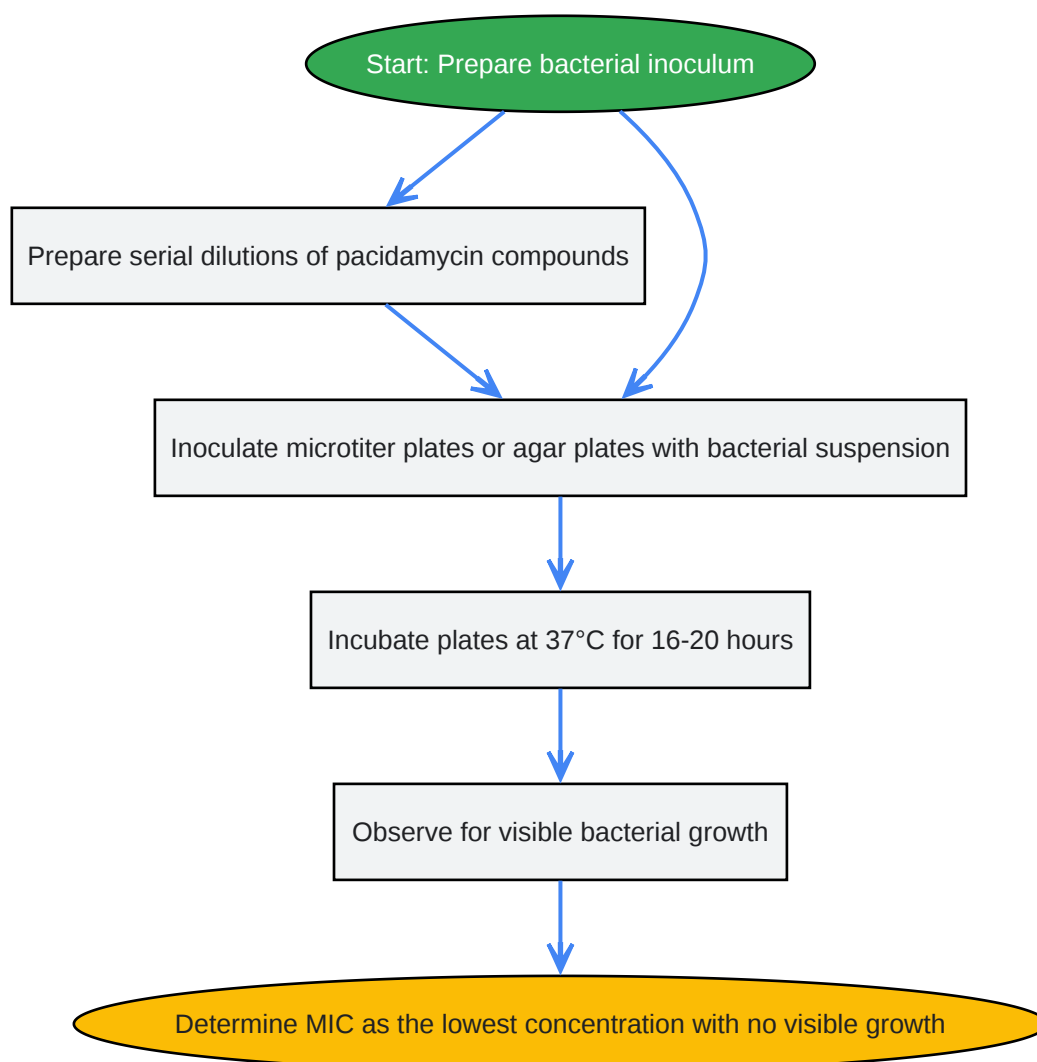 Start: Prepare bacterial inoculum
Prepare serial dilutions of pacidamycin compounds
Inoculate microtiter plates or agar plates with bacterial suspension
Incubate plates at 37°C for 16-20 hours
Observe for visible bacterial growth
Determine MIC as the lowest concentration with no visible growth